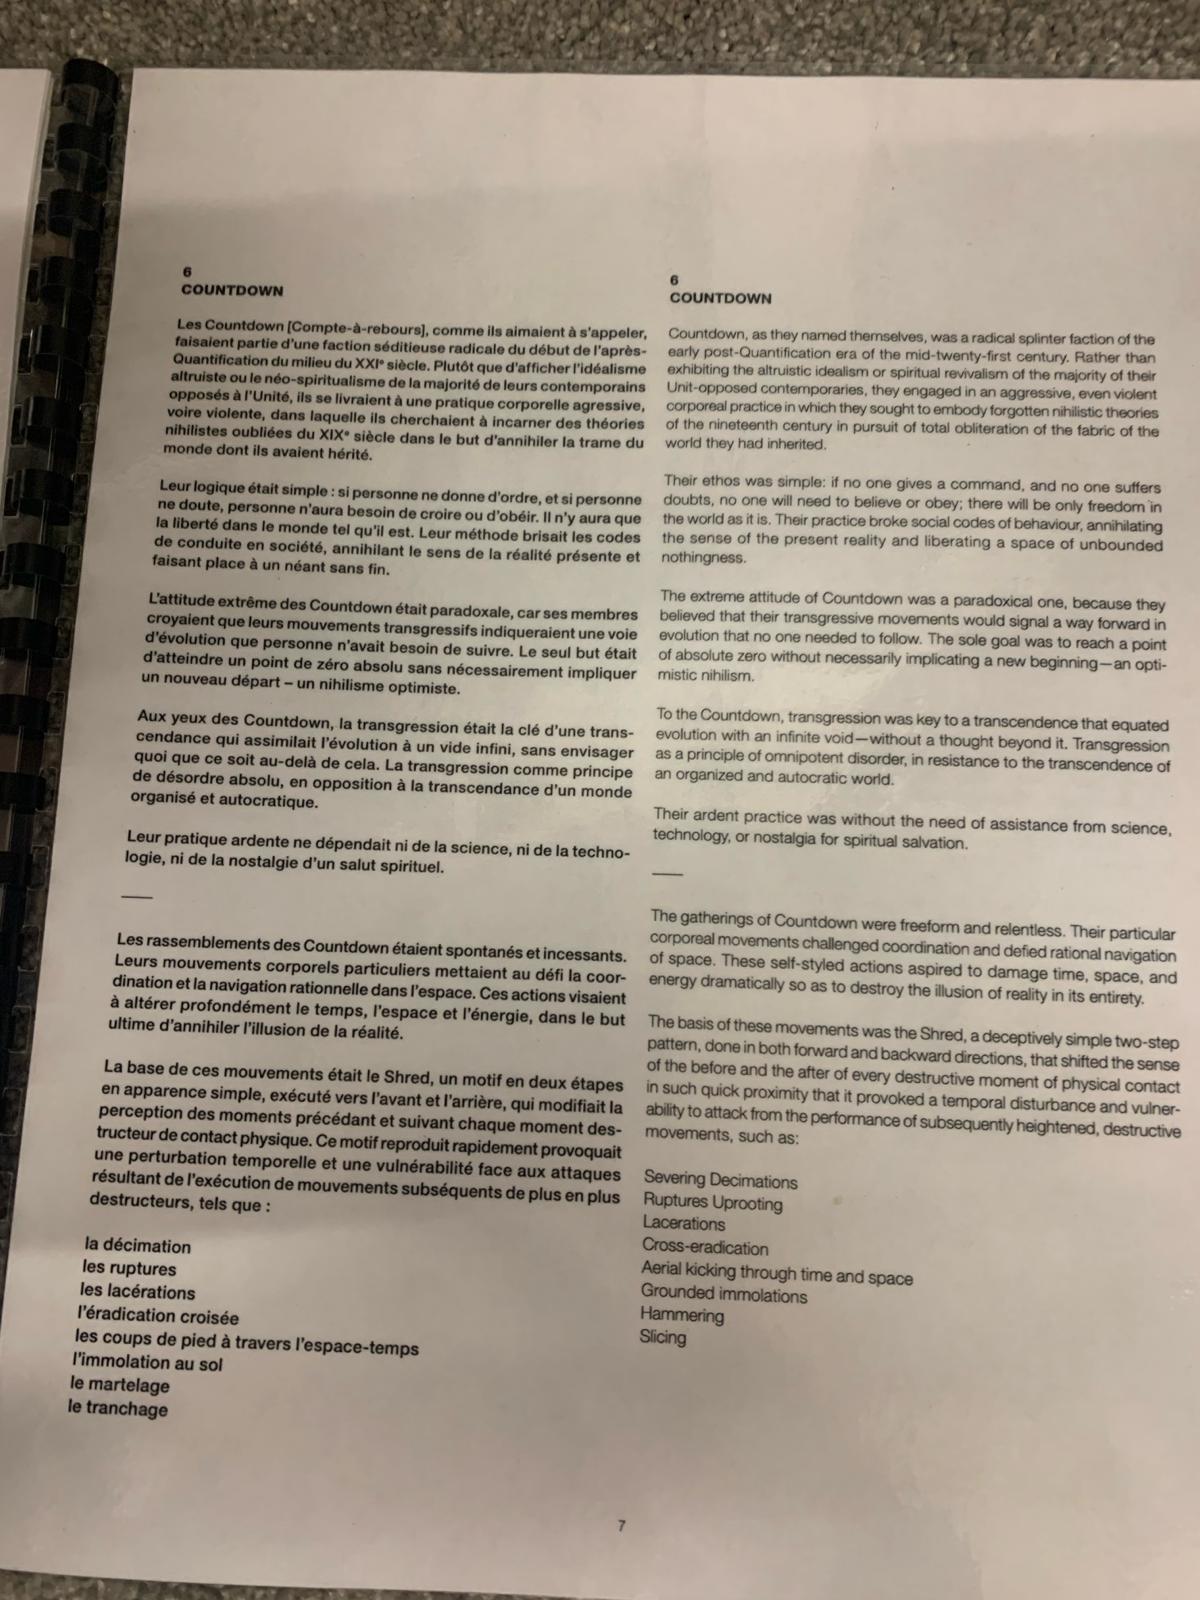 6
COUNTDOWN
Les Countdown [Compte-à-rebours], comme ils aimaient à s'appeler,
faisaient partie d'une faction séditieuse radicale du début de l'après-
Quantification du milieu du XXIe siècle. Plutôt que d'afficher l'idéalisme
altruiste ou le néo-spiritualisme de la majorité de leurs contemporains
opposés à l'Unité, ils se livraient à une pratique corporelle agressive,
voire violente, dans laquelle ils cherchaient à incarner des théories
nihilistes oubliées du XIXe siècle dans le but d'annihiler la trame du
monde dont ils avaient hérité.
Leur logique était simple : si personne ne donne d'ordre, et si personne
ne doute, personne n'aura besoin de croire ou d'obéir. Il n'y aura que
la liberté dans le monde tel qu'il est. Leur méthode brisait les codes
de conduite en société, annihilant le sens de la réalité présente et
faisant place à un néant sans fin.
L'attitude extrême des Countdown était paradoxale, car ses membres
croyaient que leurs mouvements transgressifs indiqueraient une voie
d'évolution que personne n'avait besoin de suivre. Le seul but était
d'atteindre un point de zéro absolu sans nécessairement impliquer
un nouveau départ – un nihilisme optimiste.
Aux yeux des Countdown, la transgression était la clé d'une trans-
cendance qui assimilait l'évolution à un vide infini, sans envisager
quoi que ce soit au-delà de cela. La transgression comme principe
de désordre absolu, en opposition à la transcendance d'un monde
organisé et autocratique.
Leur pratique ardente ne dépendait ni de la science, ni de la techno-
logie, ni de la nostalgie d'un salut spirituel.
Les rassemblements des Countdown étaient spontanés et incessants.
Leurs mouvements corporels particuliers mettaient au défi la coor-
dination et la navigation rationnelle dans l'espace. Ces actions visaient
à altérer profondément le temps, l'espace et l'énergie, dans le but
ultime d'annihiler l'illusion de la réalité.
La base de ces mouvements était le Shred, un motif en deux étapes
en apparence simple, exécuté vers l'avant et l'arrière, qui modifiait la
perception des moments précédant et suivant chaque moment des-
tructeur de contact physique. Ce motif reproduit rapidement provoquait
une perturbation temporelle et une vulnérabilité face aux attaques
résultant de l'exécution de mouvements subséquents de plus en plus
destructeurs, tels que :
la décimation
les ruptures
les lacérations
l'éradication croisée
les coups de pied à travers l'espace-temps
l'immolation au sol
le martelage
le tranchage
6
COUNTDOWN
Countdown, as they named themselves, was a radical splinter faction of the
early post-Quantification era of the mid-twenty-first century. Rather than
exhibiting the altruistic idealism or spiritual revivalism of the majority of their
Unit-opposed contemporaries, they engaged in an aggressive, even violent
corporeal practice in which they sought to embody forgotten nihilistic theories
of the nineteenth century in pursuit of total obliteration of the fabric of the
world they had inherited.
Their ethos was simple: if no one gives a command, and no one suffers
doubts, no one will need to believe or obey; there will be only freedom in
the world as it is. Their practice broke social codes of behaviour, annihilating
the sense of the present reality and liberating a space of unbounded
nothingness.
The extreme attitude of Countdown was a paradoxical one, because they
believed that their transgressive movements would signal a way forward in
evolution that no one needed to follow. The sole goal was to reach a point
of absolute zero without necessarily implicating a new beginning—an opti-
mistic nihilism.
To the Countdown, transgression was key to a transcendence that equated
evolution with an infinite void—without a thought beyond it. Transgression
as a principle of omnipotent disorder, in resistance to the transcendence of
an organized and autocratic world.
Their ardent practice was without the need of assistance from science,
technology, or nostalgia for spiritual salvation.
The gatherings of Countdown were freeform and relentless. Their particular
corporeal movements challenged coordination and defied rational navigation
of space. These self-styled actions aspired to damage time, space, and
energy dramatically so as to destroy the illusion of reality in its entirety.
The basis of these movements was the Shred, a deceptively simple two-step
pattern, done in both forward and backward directions, that shifted the sense
of the before and the after of every destructive moment of physical contact
in such quick proximity that it provoked a temporal disturbance and vulner-
ability to attack from the performance of subsequently heightened, destructive
movements, such as:
Severing Decimations
Ruptures Uprooting
Lacerations
Cross-eradication
Aerial kicking through time and space
Grounded immolations
Hammering
Slicing
7